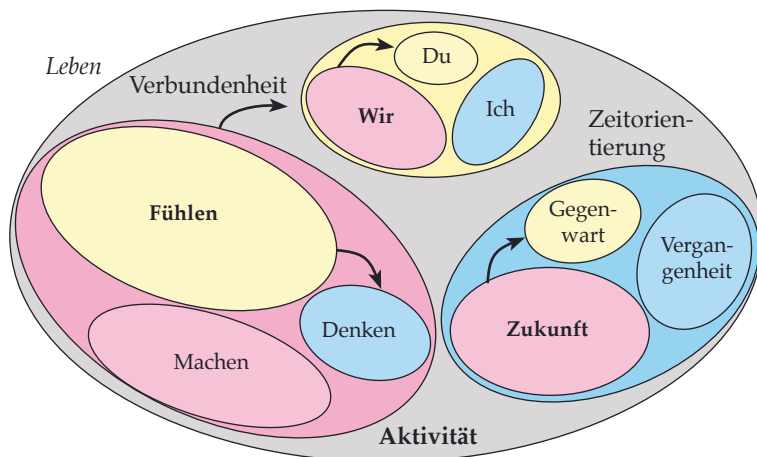 Leben
Verbundenheit
Du
Wir
Ich
Zeitorien-
tierung
Fühlen
Gegen-
wart
Vergan-
genheit
Denken
Zukunft
Machen
Aktivität